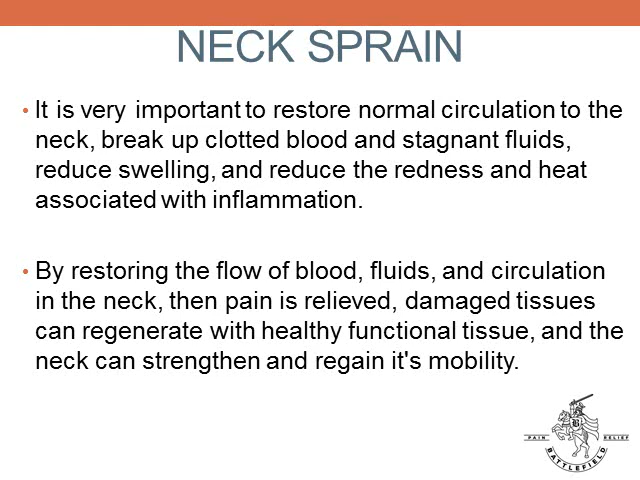 NECK SPRAIN
• It is very important to restore normal circulation to the
neck, break up clotted blood and stagnant fluids,
reduce swelling, and reduce the redness and heat
associated with inflammation.
• By restoring the flow of blood, fluids, and circulation
in the neck, then pain is relieved, damaged tissues
can regenerate with healthy functional tissue, and the
neck can strengthen and regain it's mobility.
B
PAIN RELIEF
BATTLEFIELD